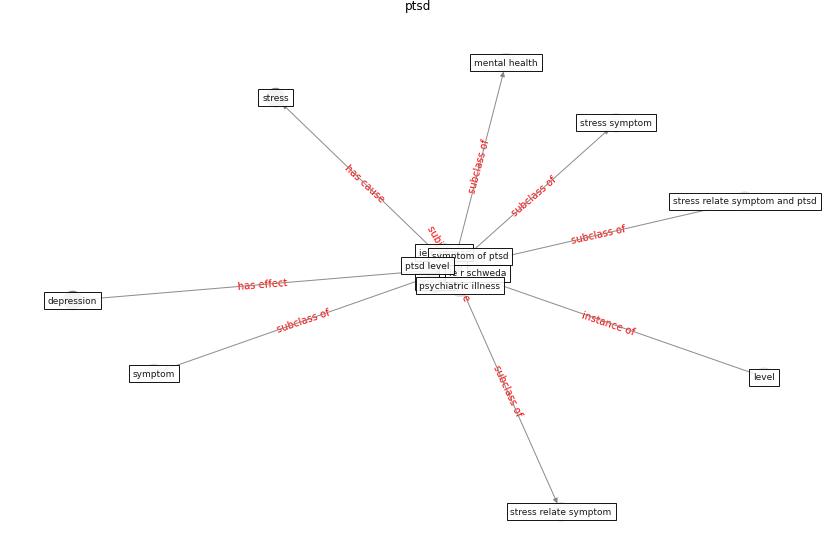 ptsd
mental health
stress
stress symptom
subclass of
has cause
subclass of
stress relate symptom and ptsd
subclass of
symptom of ptsd
ptsd level
r schweda
psychiatric illness
has effect
depression
subclass of
instance of
symptom
level
subclass of
stress relate symptom